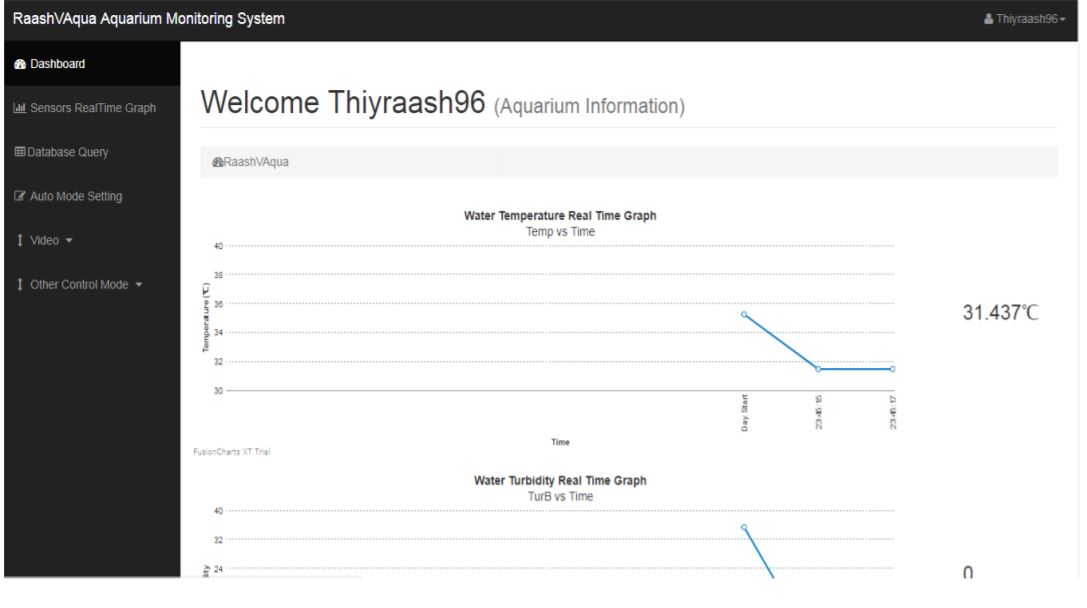 RaashVAqua Aquarium Monitoring System
Thiyraash96
Dashboard
Sensors RealTime Graph
Database Query
Auto Mode Setting
Video
Other Control Mode
Welcome Thiyraash96 (Aquarium Information)
RaashVAqua
Water Temperature Real Time Graph
Temp vs Time
Temperature (℃)
40
38
36
34
32
30
Day Start
23:45:15
23:45:17
Time
FusionCharts XT Trial
31.437℃
Water Turbidity Real Time Graph
TurB vs Time
40
32
24
0